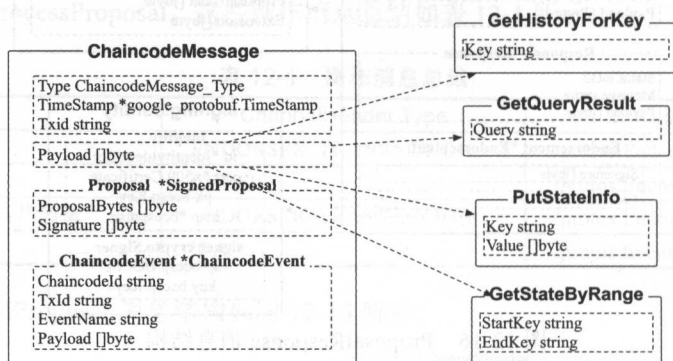 ChaincodeMessage
Type ChaincodeMessage_Type
TimeStamp *google_protobuf.TimeStamp
Txid string
Payload []byte
Proposal *SignedProposal
ProposalBytes []byte
Signature []byte
ChaincodeEvent *ChaincodeEvent
ChaincodeId string
TxId string
EventName string
Payload []byte
GetHistoryForKey
Key string
GetQueryResult
Query string
PutStateInfo
Key string
Value []byte
GetStateByRange
StartKey string
EndKey string